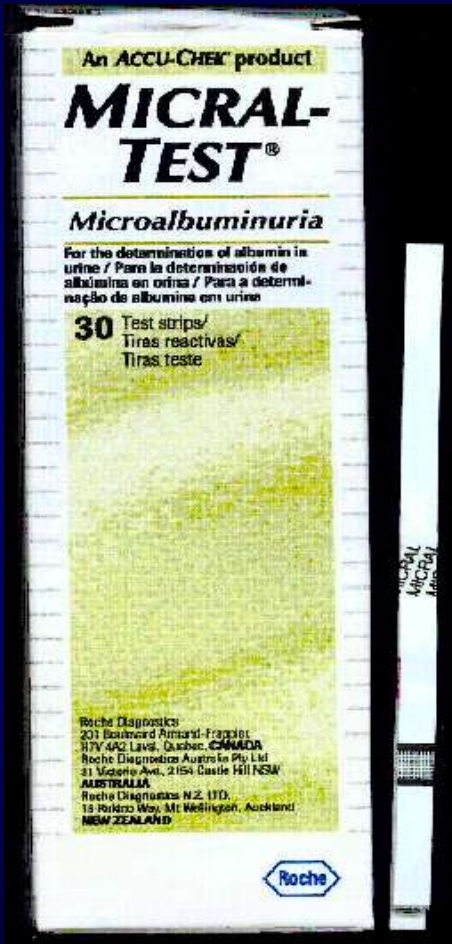 An ACCU-CHEK product
MICRAL-
TEST®
Microalbuminuria
For the determination of albumin in
urine / Para la determinación de
albúmina en orina / Para a determi-
nação de albumina em urina
30 Test strips/
Tiras reactivas/
Tiras teste
Roche Diagnostics
201 Boulevard Armand-Frappier
H7V 4A2 Laval, Quebec, CANADA
Roche Diagnostics Australia Pty Ltd
31 Victoria Ave., 2154 Castle Hill NSW
AUSTRALIA
Roche Diagnostics N.Z. LTD.
15 Rakino Way, Mt Wellington, Auckland
NEW ZEALAND
Roche
MICRAL
MICRAL